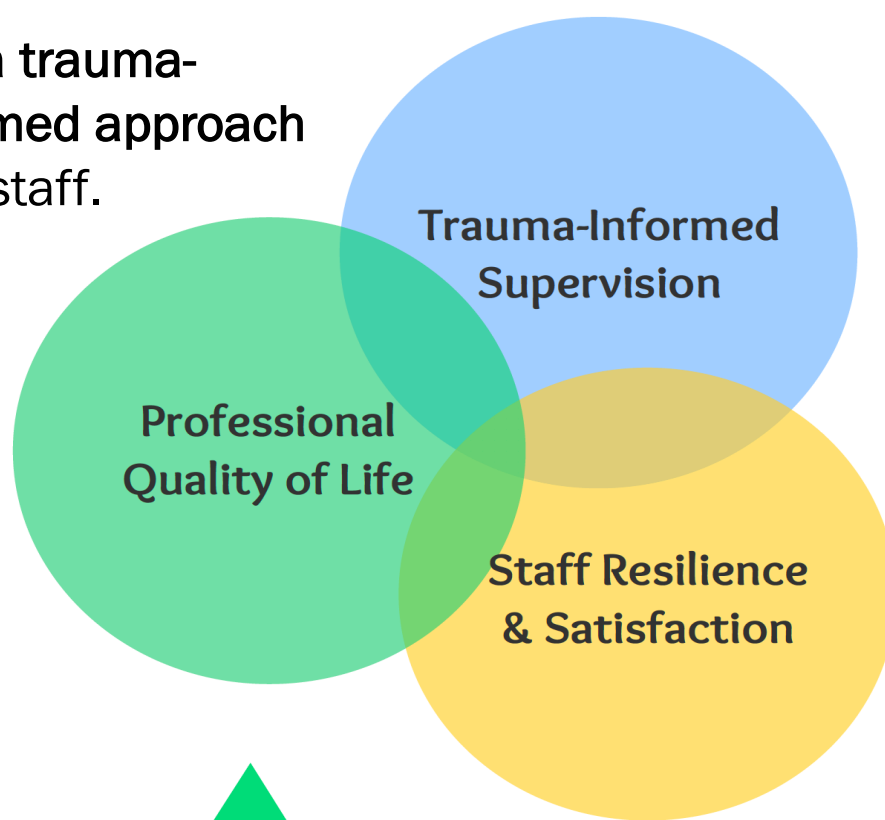 trauma-
med approach
staff.
Trauma-Informed
Supervision
Professional
Quality of Life
Staff Resilience
& Satisfaction